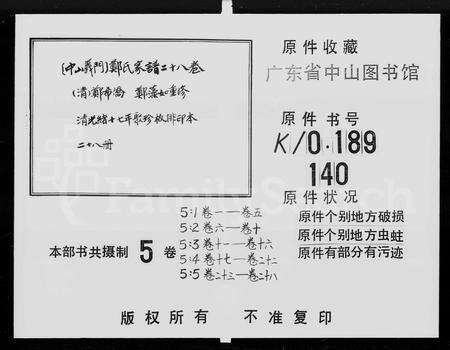 [中山義門]鄭氏家譜二十八卷
(清)鄭希僑 鄭藻如重修
清光緒十七年聚珍板排印本
二十八册
原件收藏
广东省中山图书馆
原件书号
K/0·189
140
原件状况
原件个别地方破损
原件个别地方虫蛀
原件有部分有污迹
本部书共摄制 5 卷
5:1 卷一——卷五
5:2 卷六——卷十
5:3 卷十一——卷十六
5:4 卷十七——卷二十二
5:5 卷二十三——卷二十八
版权所有 不准复印
FamilySearch